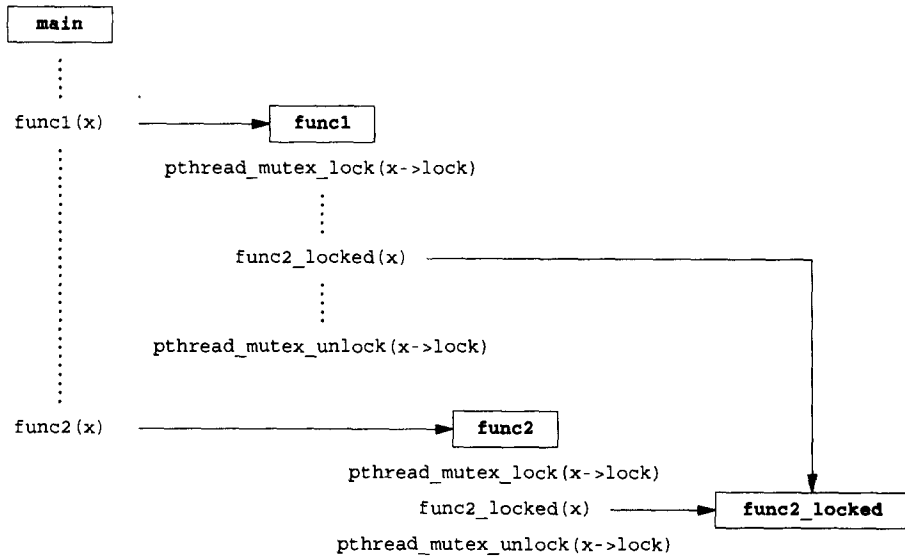 main
func1(x)
func1
pthread_mutex_lock(x->lock)
func2_locked(x)
pthread_mutex_unlock(x->lock)
func2(x)
func2
pthread_mutex_lock(x->lock)
func2_locked(x)
func2_locked
pthread_mutex_unlock(x->lock)